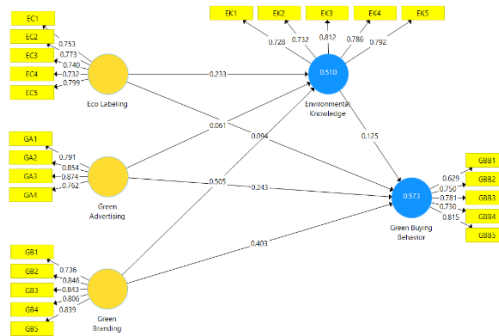 EK1
EK2
EK3
EK4
EK5
0.728
0.732
0.812
0.786
0.792
EC1
EC2
EC3
EC4
EC5
0.753
0.773
0.740
0.732
0.799
Eco Labeling
0.233
0.510
Environmental
Knowledge
0.061
0.094
0.125
GA1
GA2
GA3
GA4
0.791
0.854
0.874
0.762
Green
Advertising
0.505
0.243
0.573
Green Buying
Behavior
GBB1
GBB2
GBB3
GBB4
GBB5
0.629
0.750
0.781
0.730
0.815
0.403
GB1
GB2
GB3
GB4
GB5
0.736
0.846
0.843
0.806
0.839
Green
Branding